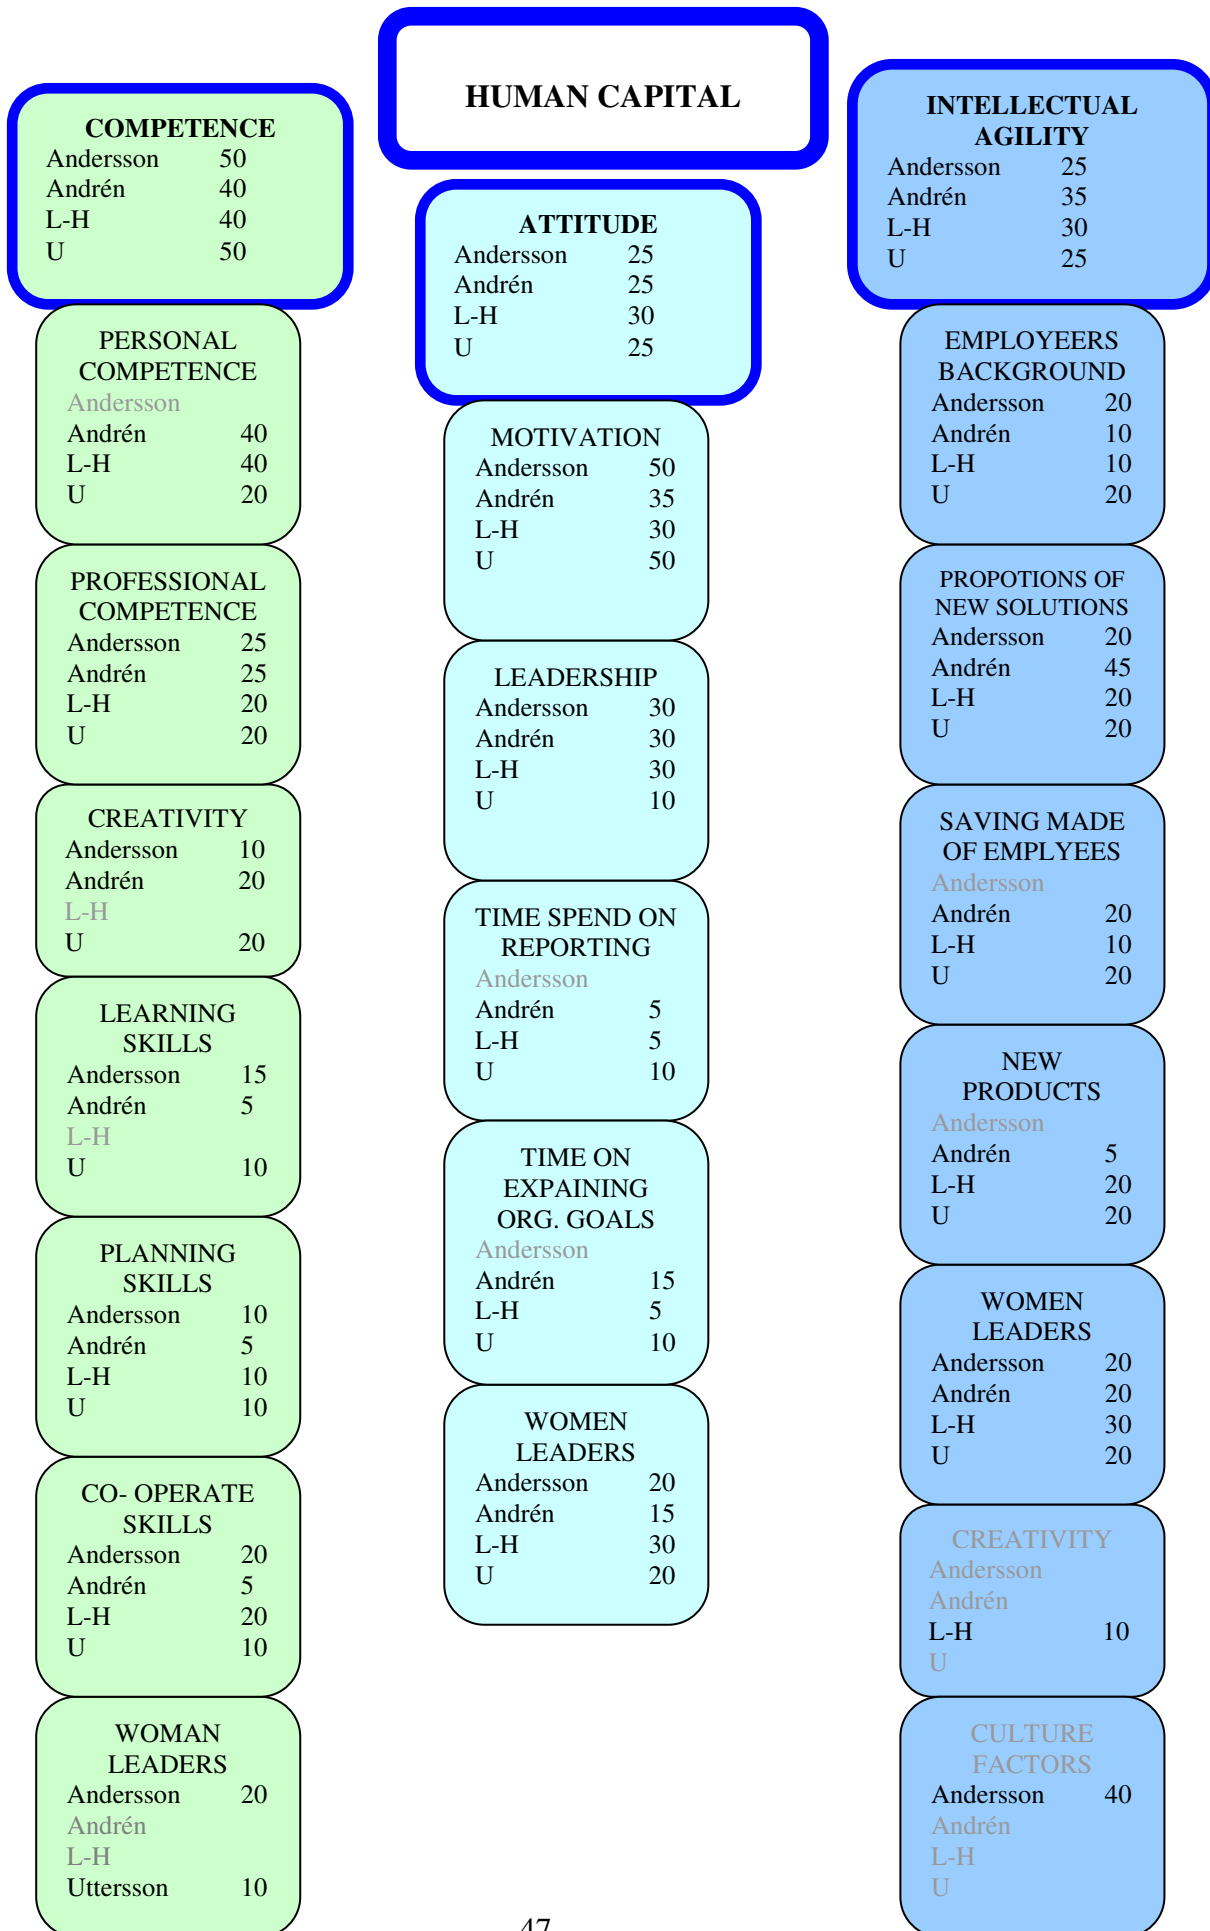 HUMAN CAPITAL
COMPETENCE
Andersson 50
Andrén 40
L-H 40
U 50
PERSONAL
COMPETENCE
Andersson
Andrén 40
L-H 40
U 20
PROFESSIONAL
COMPETENCE
Andersson 25
Andrén 25
L-H 20
U 20
CREATIVITY
Andersson 10
Andrén 20
L-H
U 20
LEARNING
SKILLS
Andersson 15
Andrén 5
L-H
U 10
PLANNING
SKILLS
Andersson 10
Andrén 5
L-H 10
U 10
CO- OPERATE
SKILLS
Andersson 20
Andrén 5
L-H 20
U 10
WOMAN
LEADERS
Andersson 20
Andrén
L-H
Uttersson 10
ATTITUDE
Andersson 25
Andrén 25
L-H 30
U 25
MOTIVATION
Andersson 50
Andrén 35
L-H 30
U 50
LEADERSHIP
Andersson 30
Andrén 30
L-H 30
U 10
TIME SPEND ON
REPORTING
Andersson
Andrén 5
L-H 5
U 10
TIME ON
EXPAINING
ORG. GOALS
Andersson
Andrén 15
L-H 5
U 10
WOMEN
LEADERS
Andersson 20
Andrén 15
L-H 30
U 20
INTELLECTUAL
AGILITY
Andersson 25
Andrén 35
L-H 30
U 25
EMPLOYEERS
BACKGROUND
Andersson 20
Andrén 10
L-H 10
U 20
PROPOTIONS OF
NEW SOLUTIONS
Andersson 20
Andrén 45
L-H 20
U 20
SAVING MADE
OF EMPLYEES
Andersson
Andrén 20
L-H 10
U 20
NEW
PRODUCTS
Andersson
Andrén 5
L-H 20
U 20
WOMEN
LEADERS
Andersson 20
Andrén 20
L-H 30
U 20
CREATIVITY
Andersson
Andrén
L-H 10
U
CULTURE
FACTORS
Andersson 40
Andrén
L-H
U
47